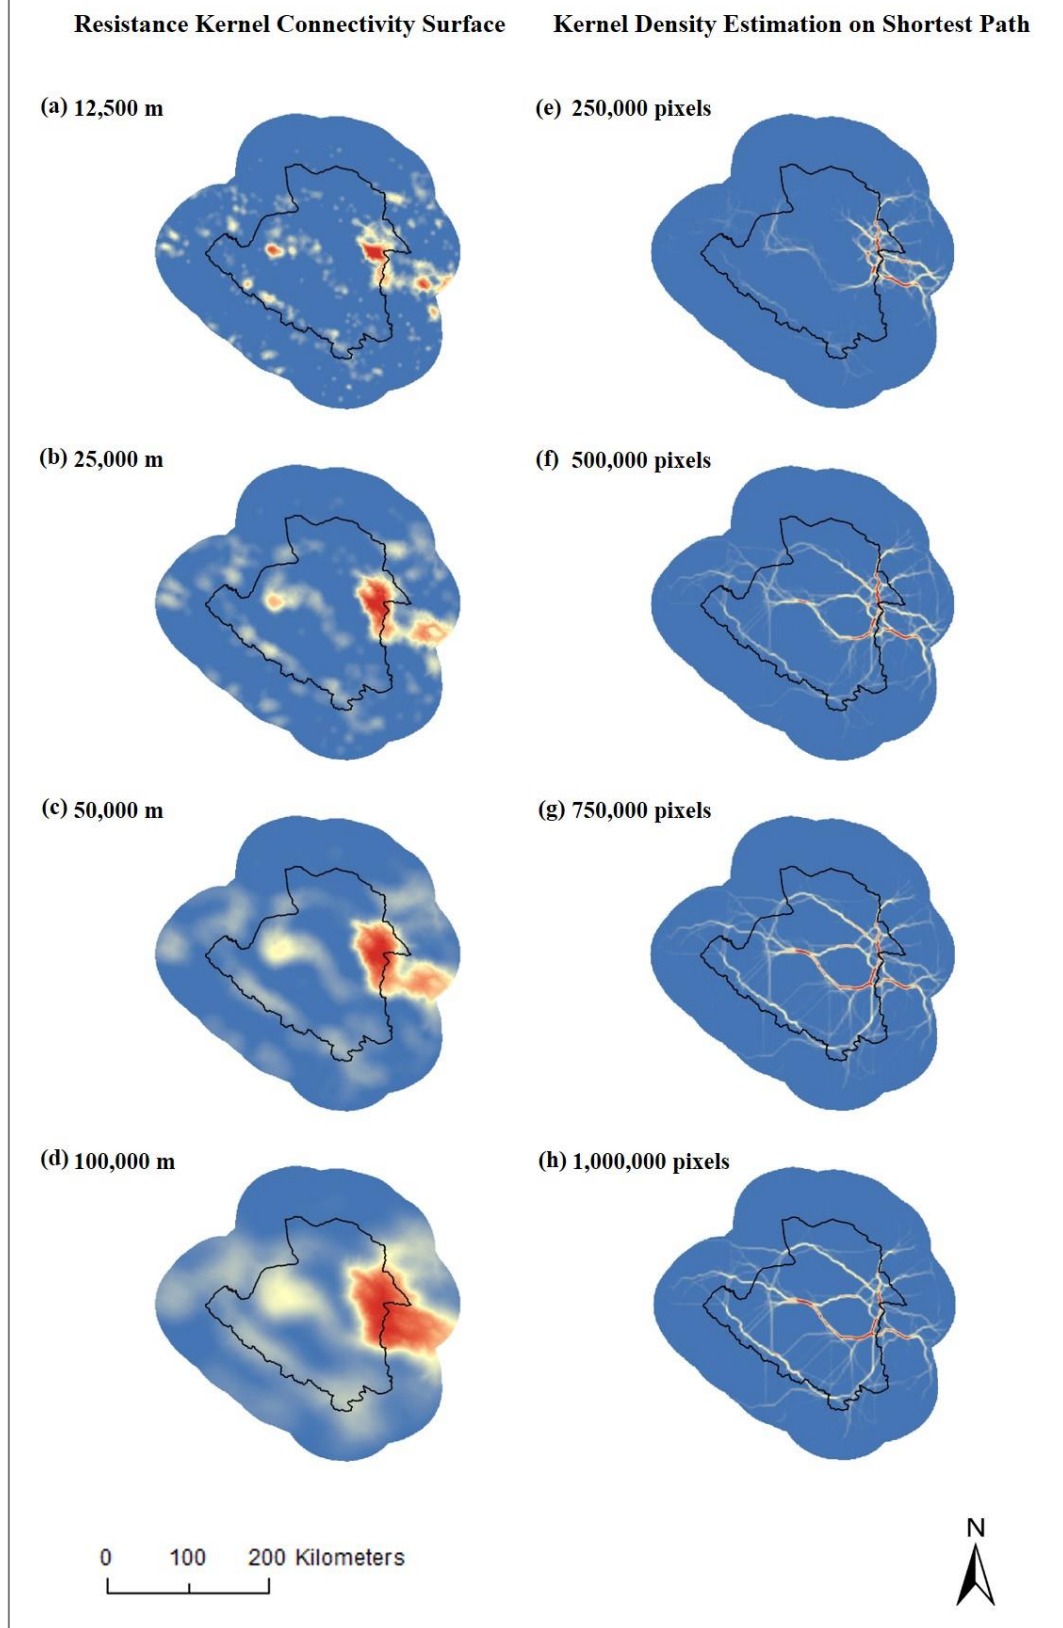 Resistance Kernel Connectivity Surface
Kernel Density Estimation on Shortest Path
(a) 12,500 m
(e) 250,000 pixels
(b) 25,000 m
(f) 500,000 pixels
(c) 50,000 m
(g) 750,000 pixels
(d) 100,000 m
(h) 1,000,000 pixels
N
0 100 200 Kilometers